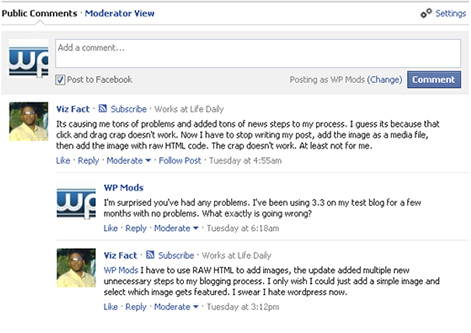 Public Comments · Moderator View
Settings
wp
Add a comment...
Post to Facebook
Posting as WP Mods (Change)
Comment
Viz Fact · Subscribe · Works at Life Daily
Its causing me tons of problems and added tons of news steps to my process. I guess its because that
click and drag crap doesn't work. Now I have to stop writing my post, add the image as a media file,
then add the image with raw HTML code. The crap doesn't work. At least not for me.
Like · Reply · Moderate · Follow Post · Tuesday at 4:55am
wp
WP Mods
I'm surprised you've had any problems. I've been using 3.3 on my test blog for a few
months with no problems. What exactly is going wrong?
Like · Reply · Moderate · Tuesday at 6:18am
Viz Fact · Subscribe · Works at Life Daily
WP Mods I have to use RAW HTML to add images, the update added multiple new
unnecessary steps to my blogging process. I only wish I could just add a simple image and
select which image gets featured. I swear I hate wordpress now.
Like · Reply · Moderate · Tuesday at 3:12pm